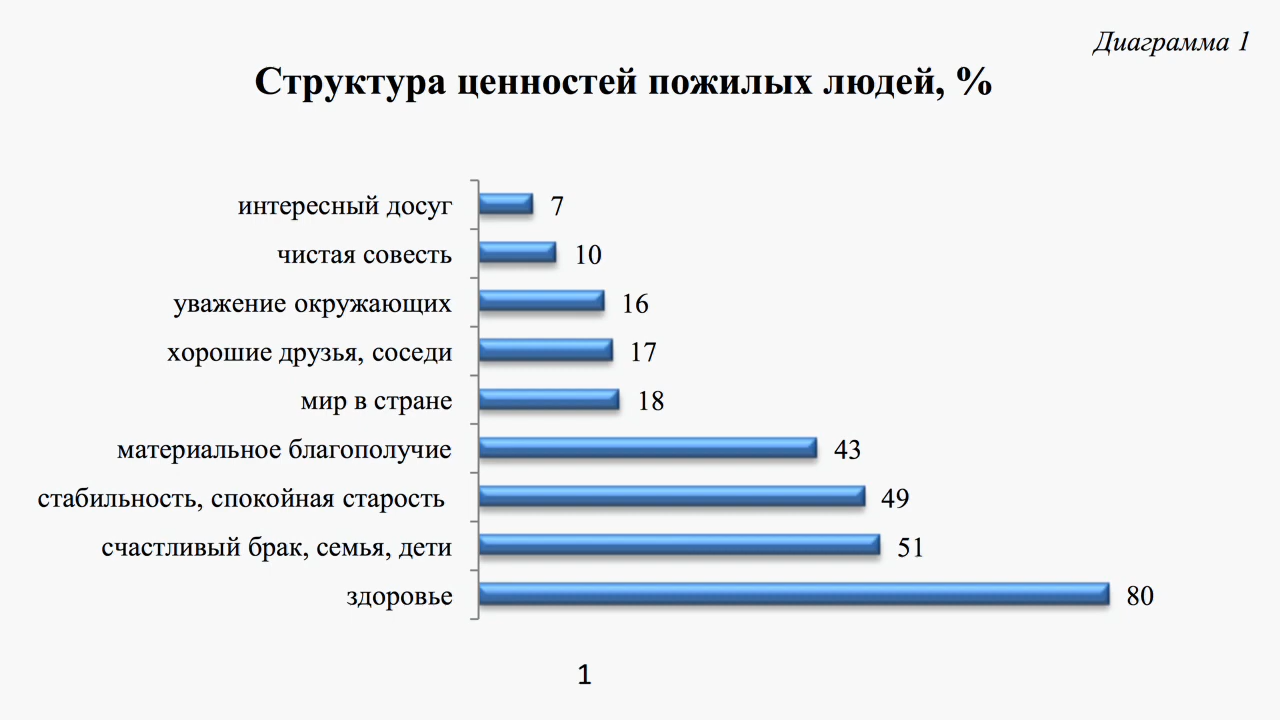 Диаграмма 1
Структура ценностей пожилых людей, %
интересный досуг 7
чистая совесть 10
уважение окружающих 16
хорошие друзья, соседи 17
мир в стране 18
материальное благополучие 43
стабильность, спокойная старость 49
счастливый брак, семья, дети 51
здоровье 80
1